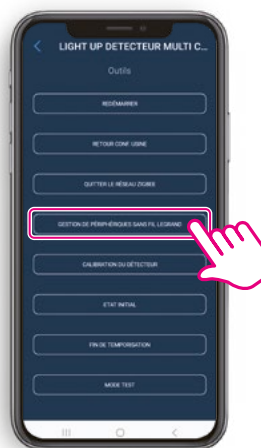 LIGHT UP DETECTEUR MULTI C...
Outils
REDÉMARRER
RETOUR CONF. USINE
QUITTER LE RÉSEAU ZIGBEE
GESTION DE PÉRIPHÉRIQUES SANS FIL LEGRAND
CALIBRATION DU DÉTECTEUR
ETAT INITIAL
FIN DE TEMPORISATION
MODE TEST